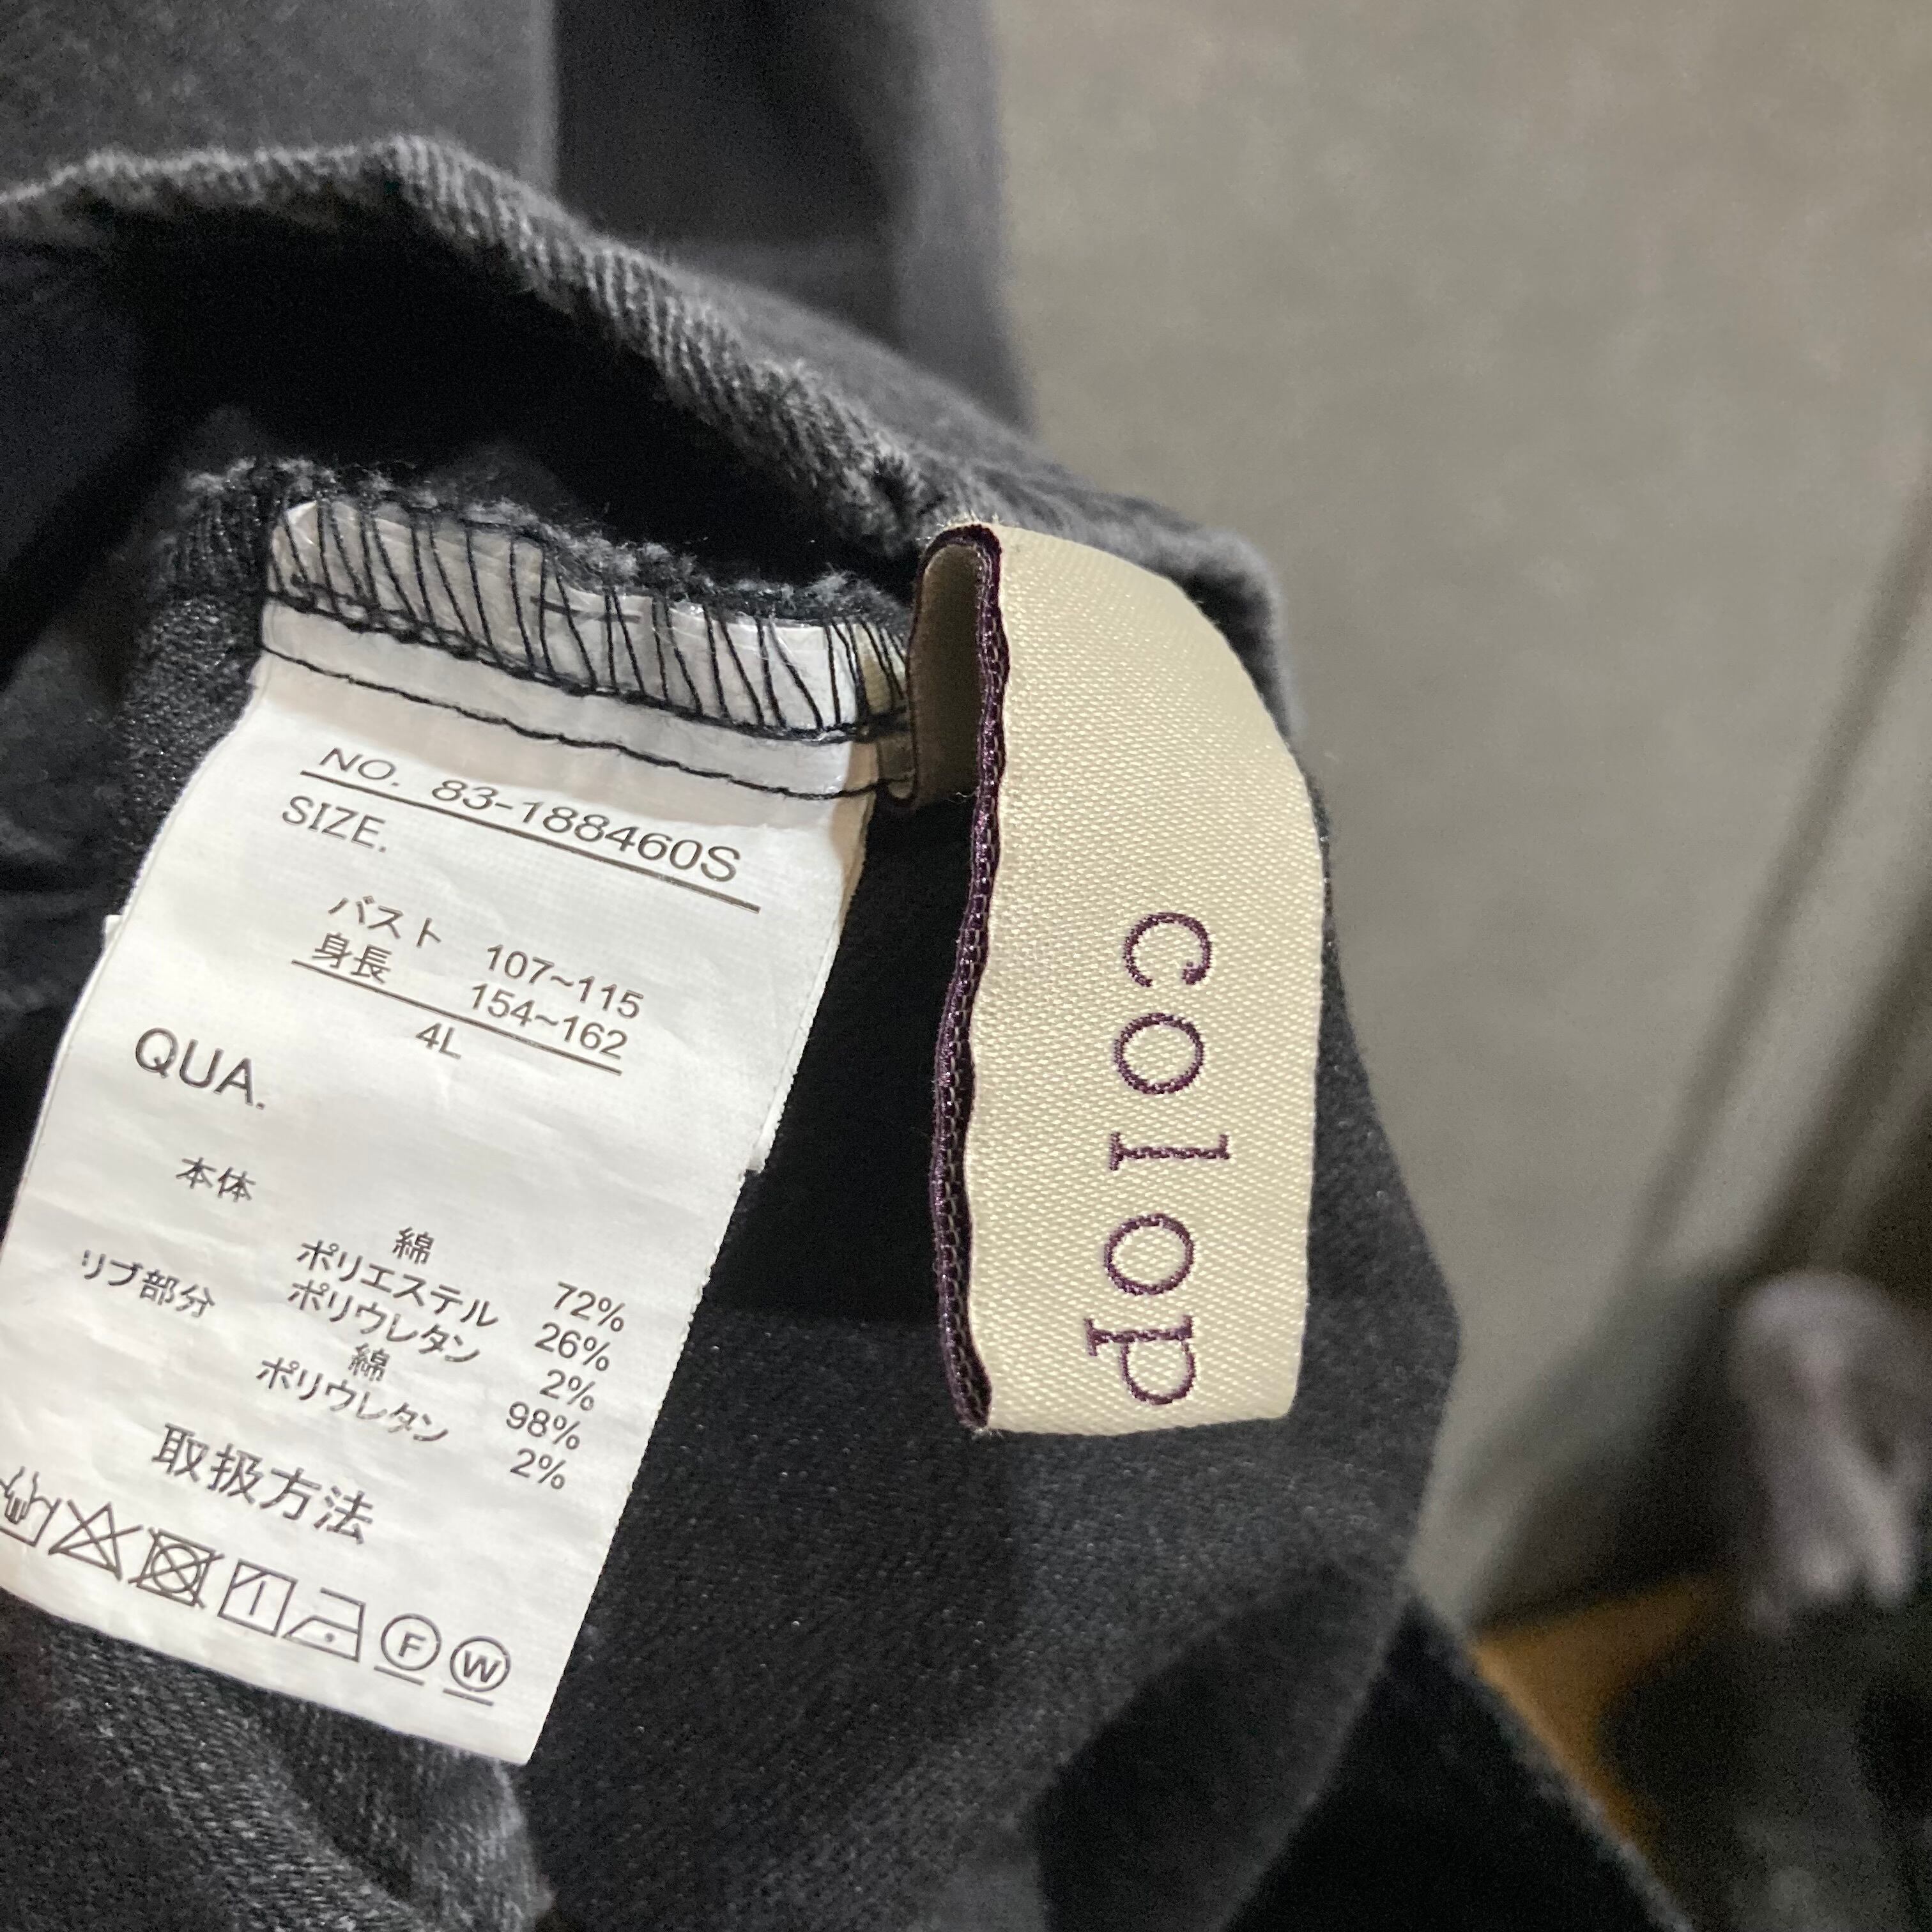 NO. 83-188460S
SIZE.
バスト 107~115
身長 154~162
4L
QUA.
本体
綿 72%
ポリエステル 26%
ポリウレタン 2%
リブ部分
綿 98%
ポリウレタン 2%
取扱方法
F W
colop